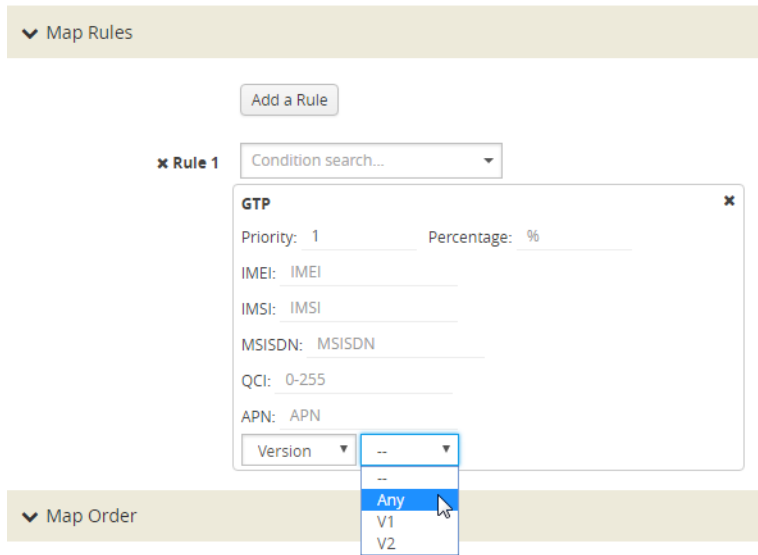 Map Rules
Add a Rule
Rule 1 Condition search...
GTP
Priority: 1 Percentage: %
IMEI: IMEI
IMSI: IMSI
MSISDN: MSISDN
QCI: 0-255
APN: APN
Version --
--
Any
V1
V2
Map Order